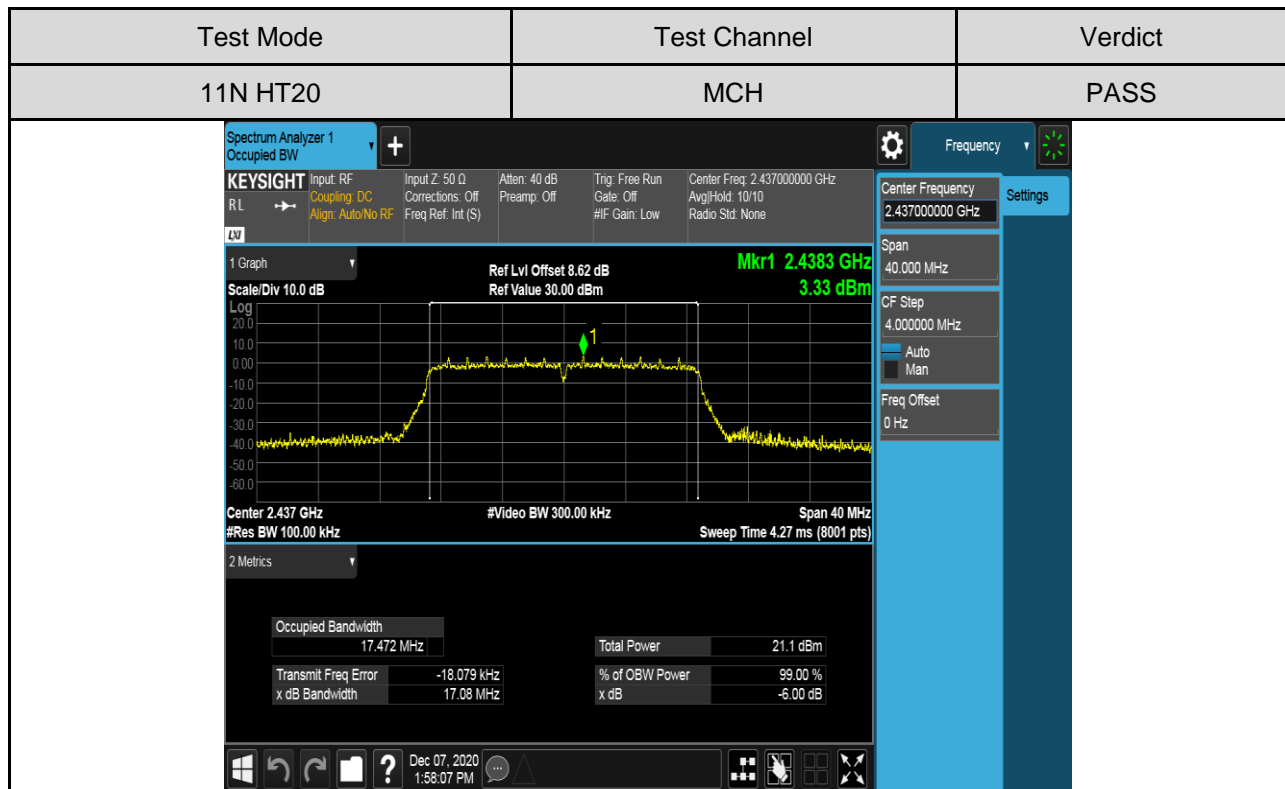 Test Mode Test Channel Verdict
11N HT20 MCH PASS
Spectrum Analyzer 1
Occupied BW
+
Frequency
KEYSIGHT Input: RF Input Z: 50 Ω Atten: 40 dB Trig: Free Run Center Freq: 2.437000000 GHz
RL Coupling: DC Corrections: Off Preamp: Off Gate: Off Avg|Hold: 10/10
Align: Auto/No RF Freq Ref: Int (S) #IF Gain: Low Radio Std: None
LXI
Center Frequency
2.437000000 GHz
Settings
Span
40.000 MHz
CF Step
4.000000 MHz
Auto
Man
Freq Offset
0 Hz
1 Graph Ref Lvl Offset 8.62 dB Mkr1 2.4383 GHz
Scale/Div 10.0 dB Ref Value 30.00 dBm 3.33 dBm
Log
20.0
10.0
1
0.00
-10.0
-20.0
-30.0
-40.0
-50.0
-60.0
Center 2.437 GHz #Video BW 300.00 kHz Span 40 MHz
#Res BW 100.00 kHz Sweep Time 4.27 ms (8001 pts)
2 Metrics
Occupied Bandwidth
17.472 MHz Total Power 21.1 dBm
Transmit Freq Error -18.079 kHz % of OBW Power 99.00 %
x dB Bandwidth 17.08 MHz x dB -6.00 dB
? Dec 07, 2020
1:58:07 PM